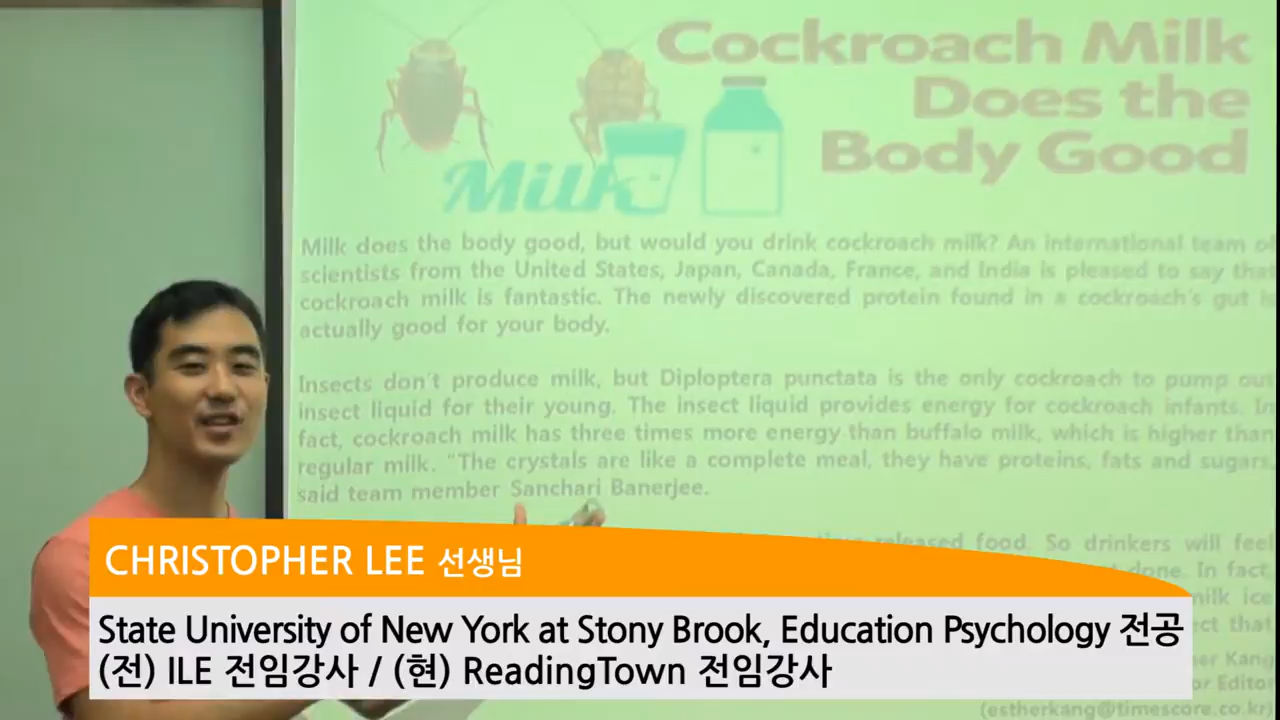 Cockroach Milk
Does the
Body Good
Milk
Milk does the body good, but would you drink cockroach milk? An international team of
scientists from the United States, Japan, Canada, France, and India is pleased to say that
cockroach milk is fantastic. The newly discovered protein found in a cockroach's gut is
actually good for your body.
Insects don't produce milk, but Diploptera punctata is the only cockroach to pump out
insect liquid for their young. The insect liquid provides energy for cockroach infants. In
fact, cockroach milk has three times more energy than buffalo milk, which is higher than
regular milk. "The crystals are like a complete meal, they have proteins, fats and sugars,
said team member Sanchari Banerjee.
released food. So drinkers will feel
done. In fact,
milk ice
that
Kang
Editor
(estherkang@timescore.co.kr)
CHRISTOPHER LEE 선생님
State University of New York at Stony Brook, Education Psychology 전공
(전) ILE 전임강사 / (현) ReadingTown 전임강사